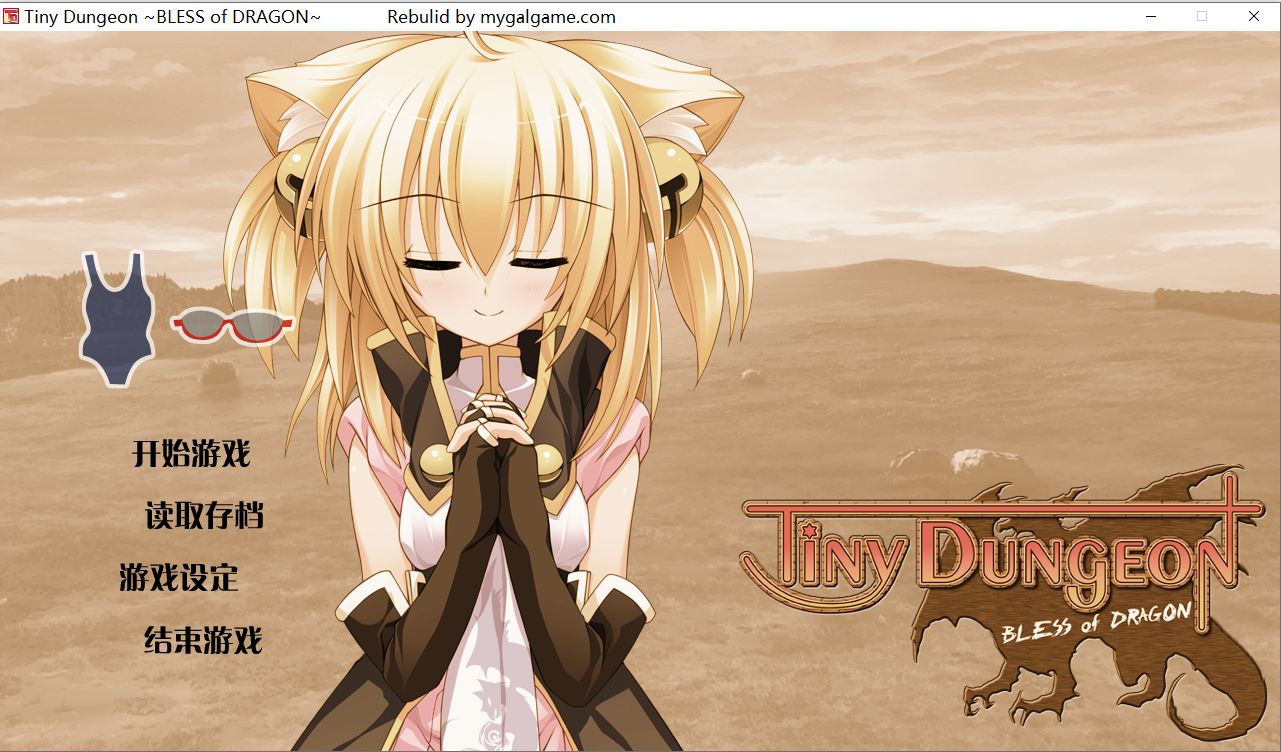 Tiny Dungeon ~BLESS of DRAGON~ Rebulid by mygalgame.com
开始游戏
读取存档
游戏设定
结束游戏
TINY DUNGEON
BLESS of DRAGON